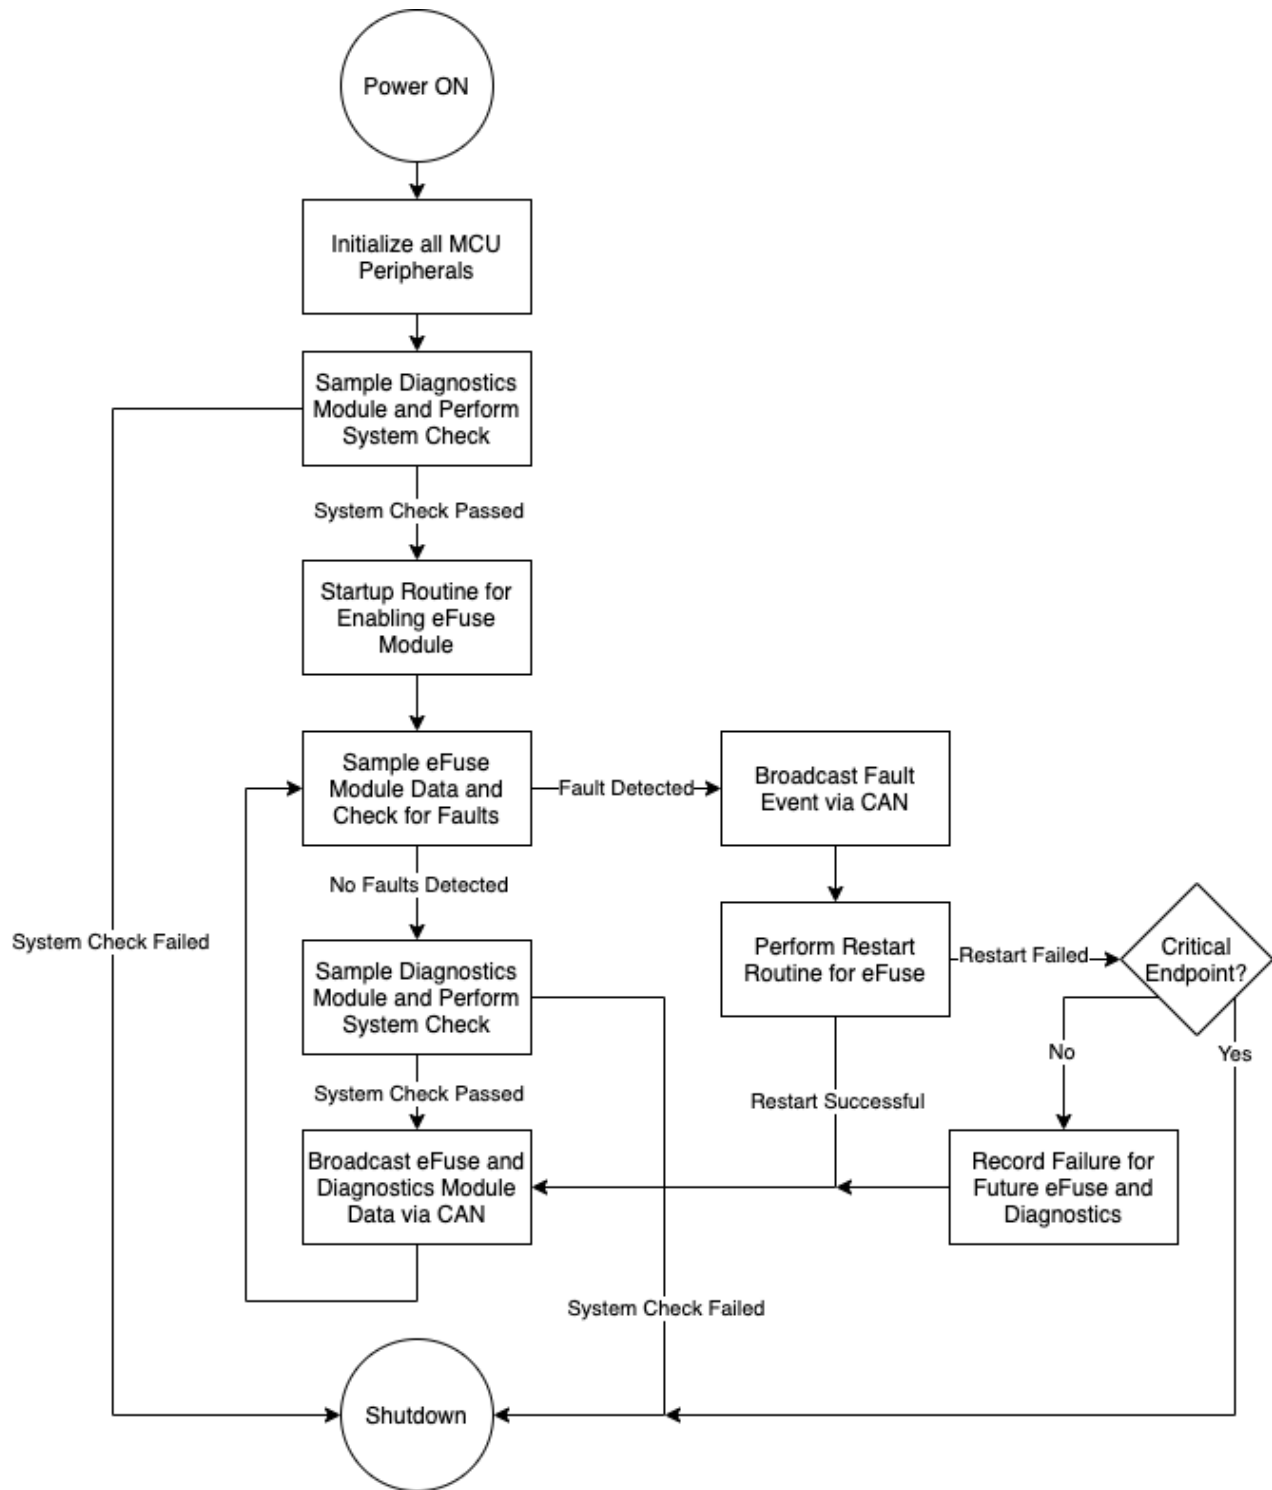 Power ON
Initialize all MCU
Peripherals
Sample Diagnostics
Module and Perform
System Check
System Check Passed
Startup Routine for
Enabling eFuse
Module
Sample eFuse
Module Data and
Check for Faults
Fault Detected
Broadcast Fault
Event via CAN
No Faults Detected
System Check Failed
Sample Diagnostics
Module and Perform
System Check
Perform Restart
Routine for eFuse
Restart Failed
Critical
Endpoint?
No
Yes
System Check Passed
Restart Successful
Broadcast eFuse and
Diagnostics Module
Data via CAN
Record Failure for
Future eFuse and
Diagnostics
System Check Failed
Shutdown